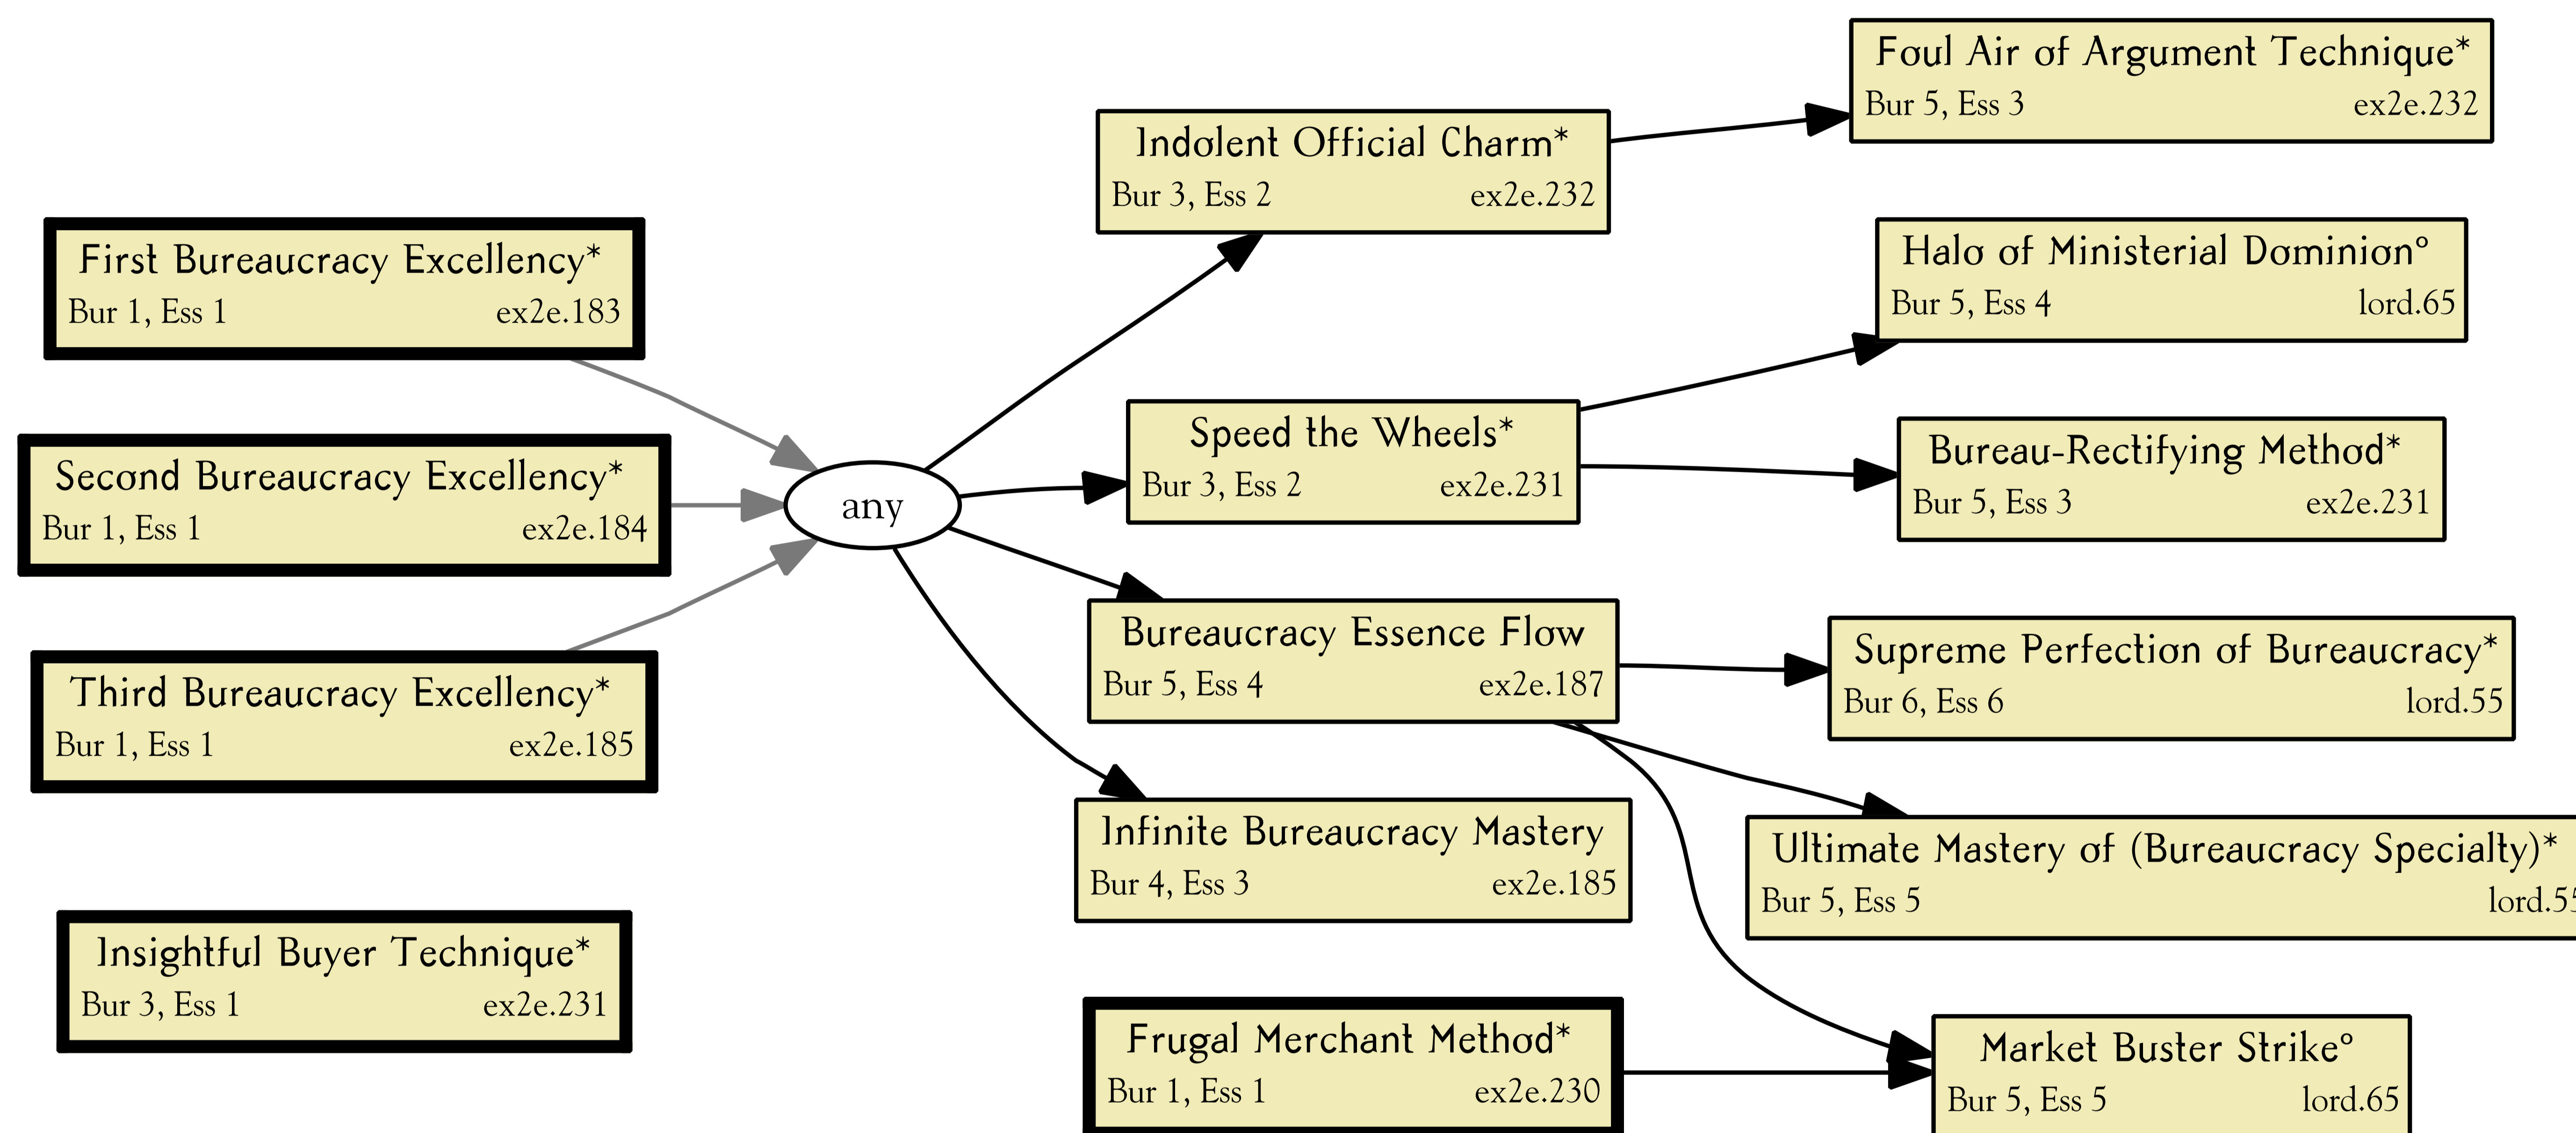 First Bureaucracy Excellency*
Bur 1, Ess 1 ex2e.183
Second Bureaucracy Excellency*
Bur 1, Ess 1 ex2e.184
Third Bureaucracy Excellency*
Bur 1, Ess 1 ex2e.185
Insightful Buyer Technique*
Bur 3, Ess 1 ex2e.231
any
Indolent Official Charm*
Bur 3, Ess 2 ex2e.232
Speed the Wheels*
Bur 3, Ess 2 ex2e.231
Bureaucracy Essence Flow
Bur 5, Ess 4 ex2e.187
Infinite Bureaucracy Mastery
Bur 4, Ess 3 ex2e.185
Frugal Merchant Method*
Bur 1, Ess 1 ex2e.230
Foul Air of Argument Technique*
Bur 5, Ess 3 ex2e.232
Halo of Ministerial Dominion°
Bur 5, Ess 4 lord.65
Bureau-Rectifying Method*
Bur 5, Ess 3 ex2e.231
Supreme Perfection of Bureaucracy*
Bur 6, Ess 6 lord.55
Ultimate Mastery of (Bureaucracy Specialty)*
Bur 5, Ess 5 lord.55
Market Buster Strike°
Bur 5, Ess 5 lord.65